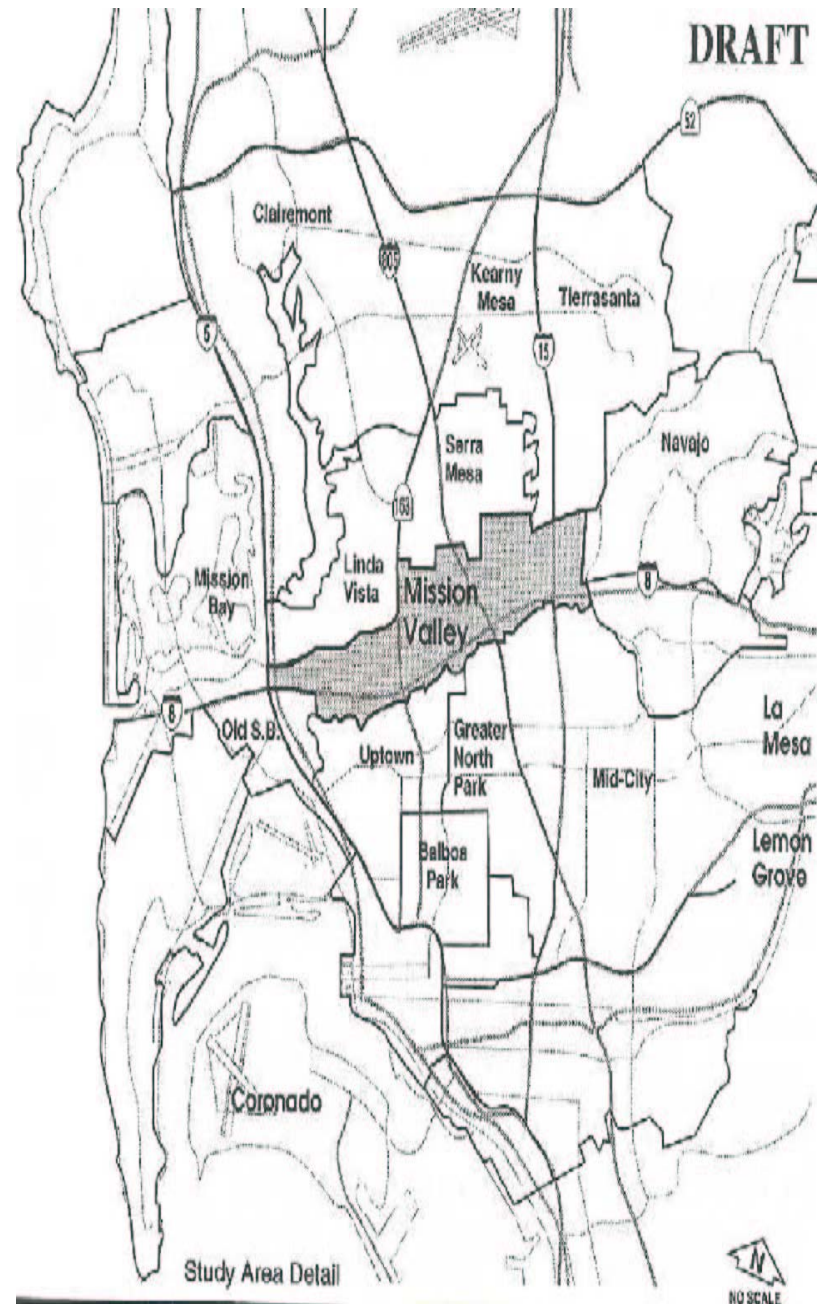 DRAFT
52
Clairemont
805
Kearny
Mesa
Tierrasanta
5
15
Serra
Mesa
Navajo
163
Linda
Vista
Mission
Bay
8
Mission
Valley
8
Old S.D.
Uptown
Greater
North
Park
Mid-City
La
Mesa
Balboa
Park
Lemon
Grove
Coronado
Study Area Detail
N
NO SCALE